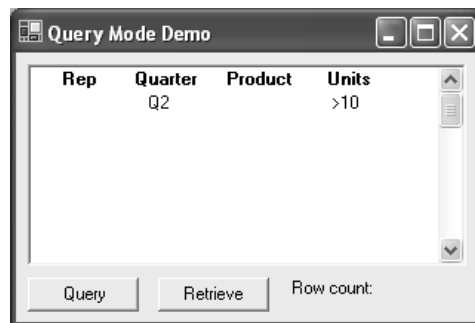 Query Mode Demo
Rep Quarter Product Units
Q2 >10
Query Retrieve Row count: